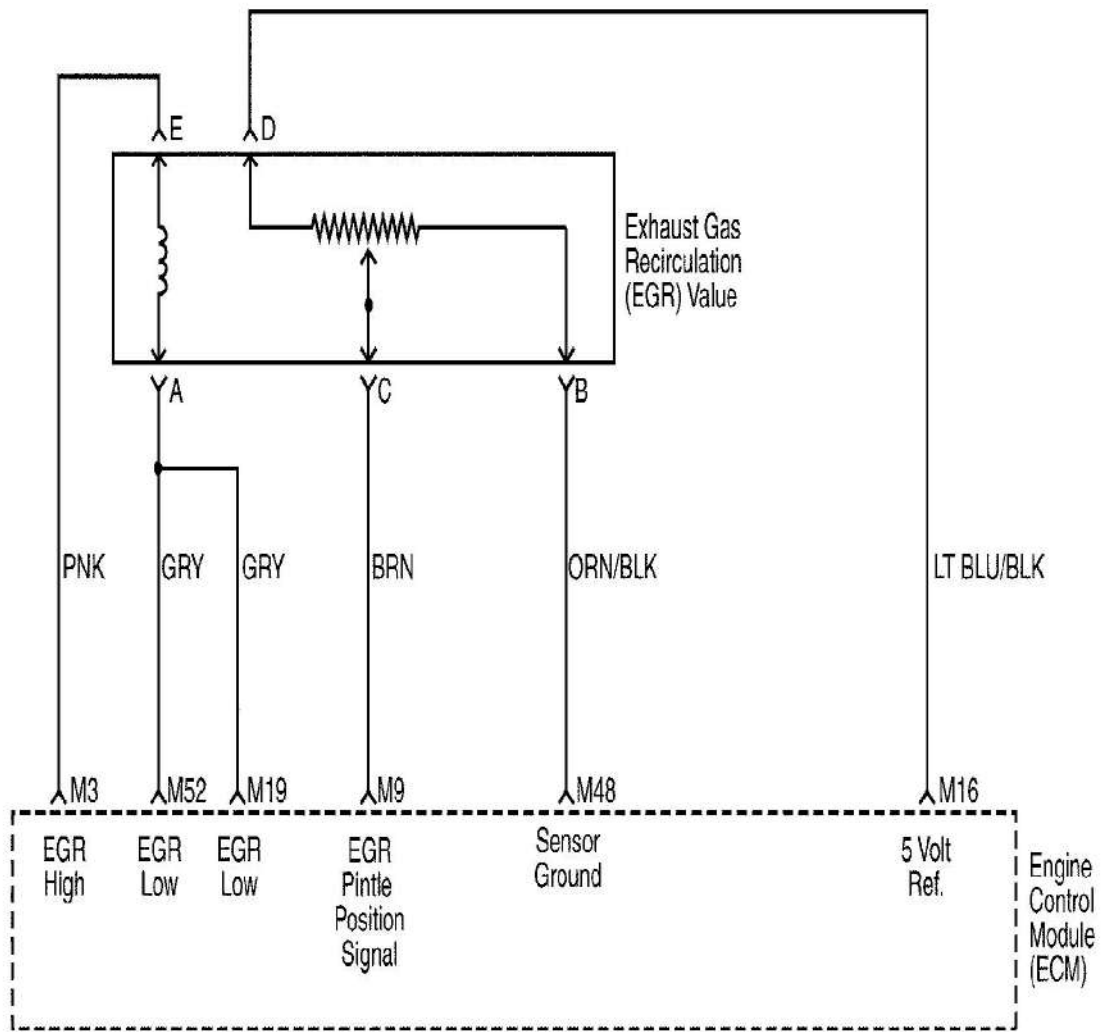 E
D
Exhaust Gas
Recirculation
(EGR) Value
A
C
B
PNK
GRY
GRY
BRN
ORN/BLK
LT BLU/BLK
M3
M52
M19
M9
M48
M16
EGR
High
EGR
Low
EGR
Low
EGR
Pintle
Position
Signal
Sensor
Ground
5 Volt
Ref.
Engine
Control
Module
(ECM)